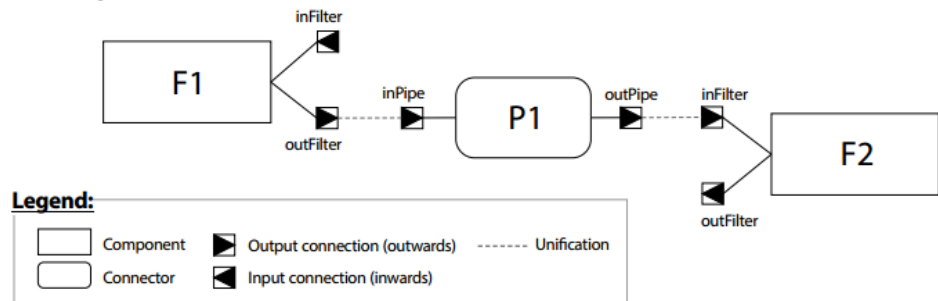 inFilter
F1
inPipe
outPipe
inFilter
P1
outFilter
F2
outFilter
Legend:
Component
Output connection (outwards)
Unification
Connector
Input connection (inwards)